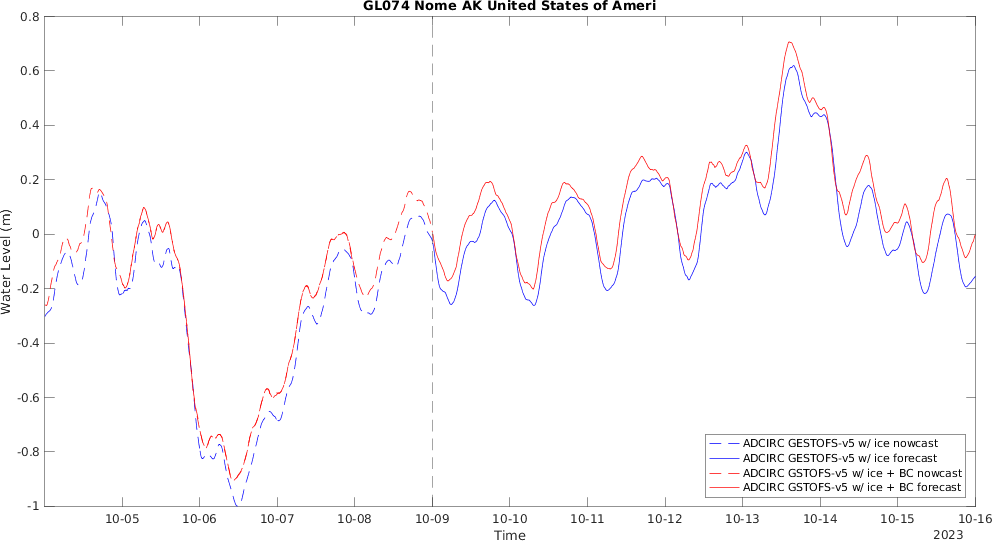 GL074 Nome AK United States of Ameri
0.8
0.6
0.4
0.2
0
-0.2
-0.4
-0.6
-0.8
-1
Water Level (m)
ADCIRC GESTOFS-v5 w/ ice nowcast
ADCIRC GESTOFS-v5 w/ ice forecast
ADCIRC GSTOFS-v5 w/ ice + BC nowcast
ADCIRC GSTOFS-v5 w/ ice + BC forecast
10-05 10-06 10-07 10-08 10-09 10-10 10-11 10-12 10-13 10-14 10-15 10-16
Time
2023